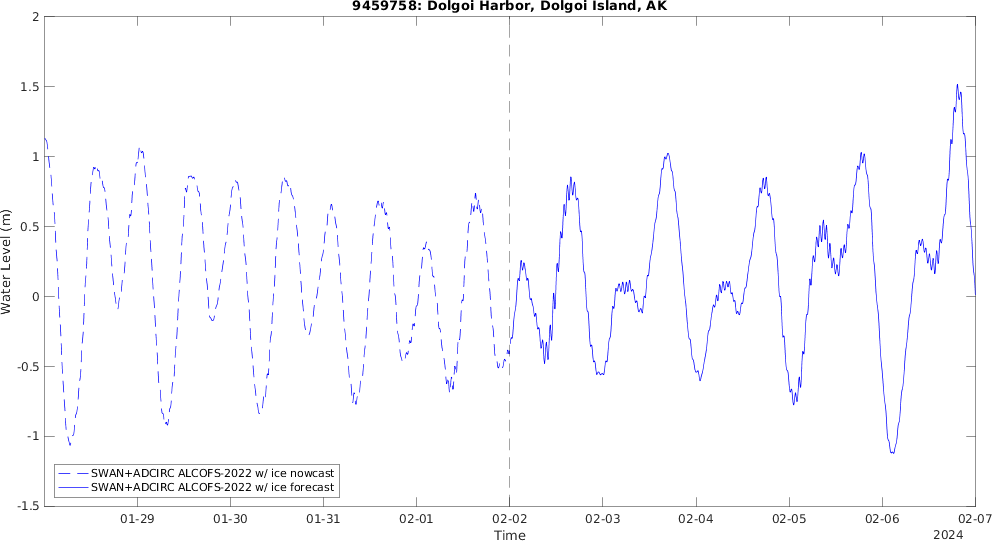 9459758: Dolgoi Harbor, Dolgoi Island, AK
2
1.5
1
0.5
0
-0.5
-1
-1.5
Water Level (m)
SWAN+ADCIRC ALCOFS-2022 w/ ice nowcast
SWAN+ADCIRC ALCOFS-2022 w/ ice forecast
01-29 01-30 01-31 02-01 02-02 02-03 02-04 02-05 02-06 02-07
Time
2024